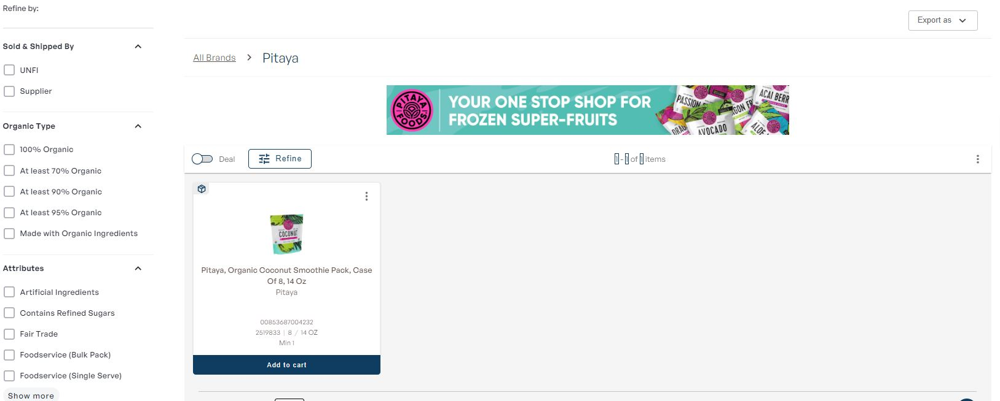 Refine by:
Sold & Shipped By
UNFI
Supplier
Organic Type
100% Organic
At least 70% Organic
At least 90% Organic
At least 95% Organic
Made with Organic Ingredients
Attributes
Artificial Ingredients
Contains Refined Sugars
Fair Trade
Foodservice (Bulk Pack)
Foodservice (Single Serve)
Show more
Export as
All Brands > Pitaya
PITAYA FOODS
YOUR ONE STOP SHOP FOR
FROZEN SUPER-FRUITS
PASSION F
DRAG
AVOCADO
AGON FR
ACAI BERR
ALOE
Deal
Refine
1 - 1 of 1 items
COCONUT
Pitaya, Organic Coconut Smoothie Pack, Case
Of 8, 14 Oz
Pitaya
00853687004232
2519833 | 8 / 14 OZ
Min 1
Add to cart